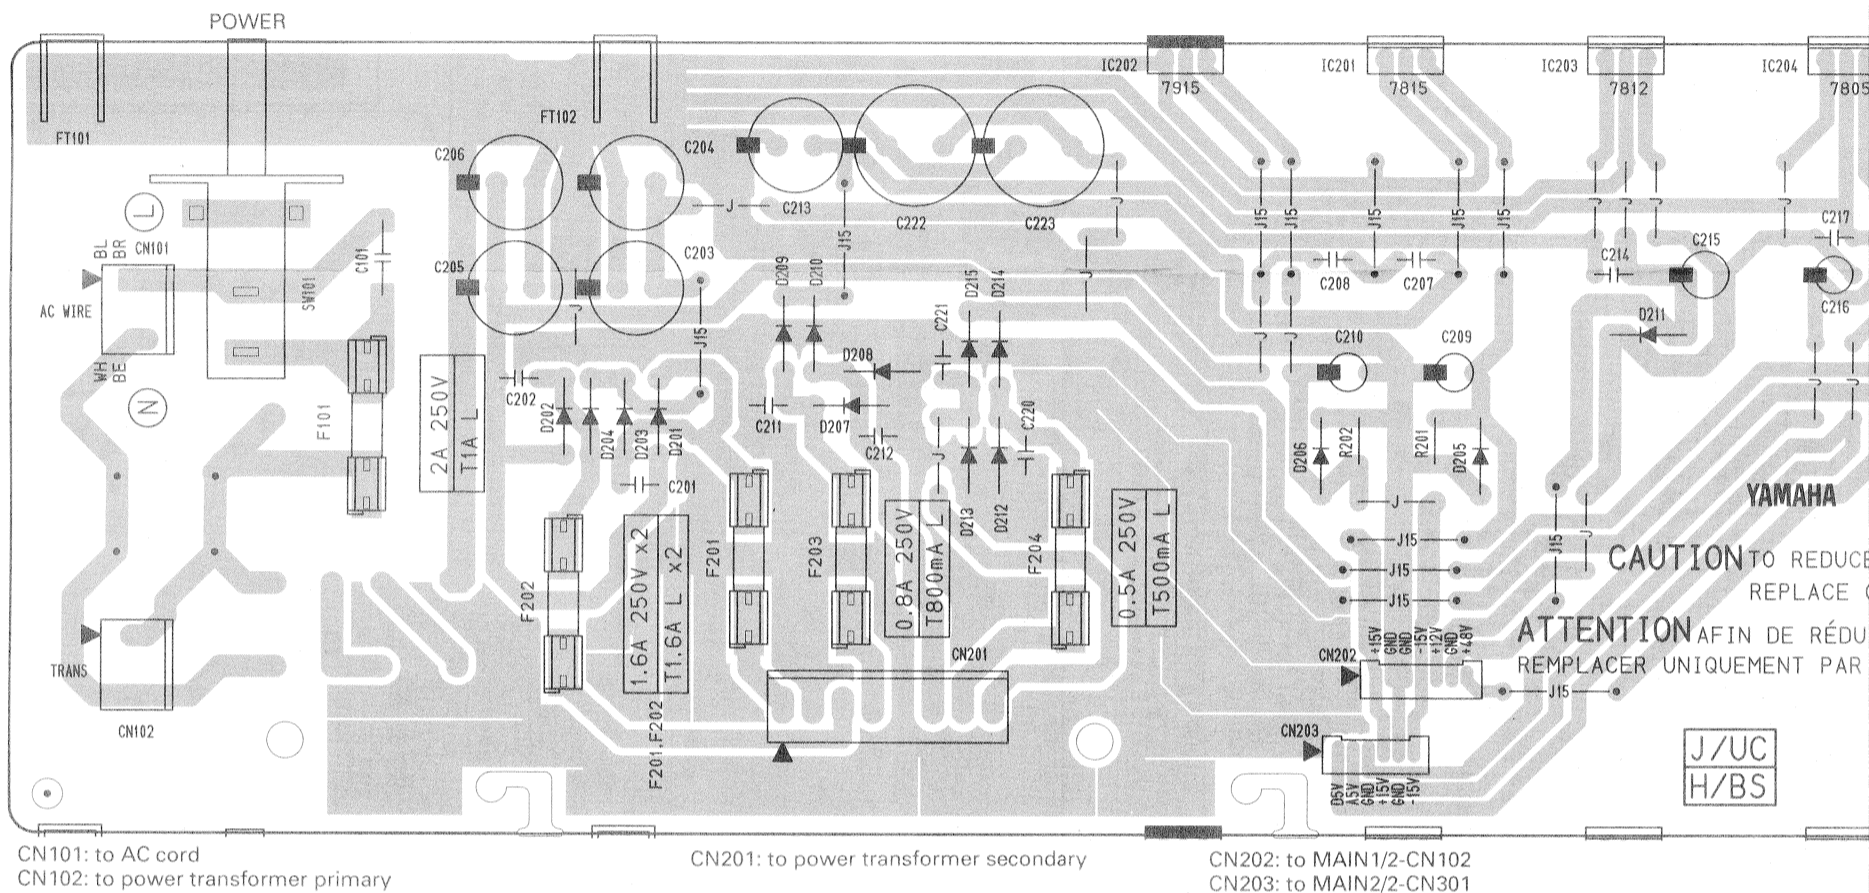 POWER
FT101
FT102
IC202
7915
IC201
7815
IC203
7812
IC204
7805
C206
C204
C213
C222
C223
J
J15
J
J15
J15
J15
J15
J15
J
J
J
J
C217
L
BL
BR
CN101
C101
SW101
AC WIRE
WH
BE
N
C205
C203
J
J15
D209
D210
D215
D214
J
C221
C208
C207
C214
C215
C216
D211
J
J
C210
C209
J
J
F101
2A 250V
T1A L
C202
D202
D204
D203
D201
C201
D208
D207
C211
C212
C220
J
D213
D212
D206
R202
R201
D205
J
YAMAHA
F202
1.6A 250V x2
T1.6A L x2
F201
F203
0.8A 250V
T800mA L
F204
0.5A 250V
T500mA L
J15
J15
J15
J15
J
CAUTION TO REDUCE
REPLACE
ATTENTION AFIN DE RÉDU
REMPLACER UNIQUEMENT PAR
TRANS
CN102
F201.F202
CN201
CN202
+15V
GND
GND
-15V
+12V
GND
+48V
J15
CN203
D5V
A5V
GND
+15V
GND
-15V
J/UC
H/BS
CN101: to AC cord
CN102: to power transformer primary
CN201: to power transformer secondary
CN202: to MAIN1/2-CN102
CN203: to MAIN2/2-CN301